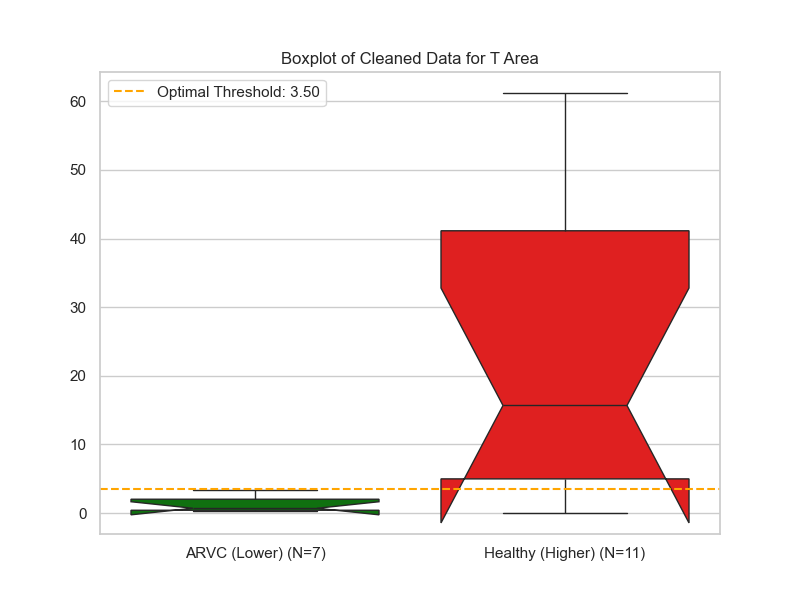 Boxplot of Cleaned Data for T Area
Optimal Threshold: 3.50
60
50
40
30
20
10
0
ARVC (Lower) (N=7)
Healthy (Higher) (N=11)